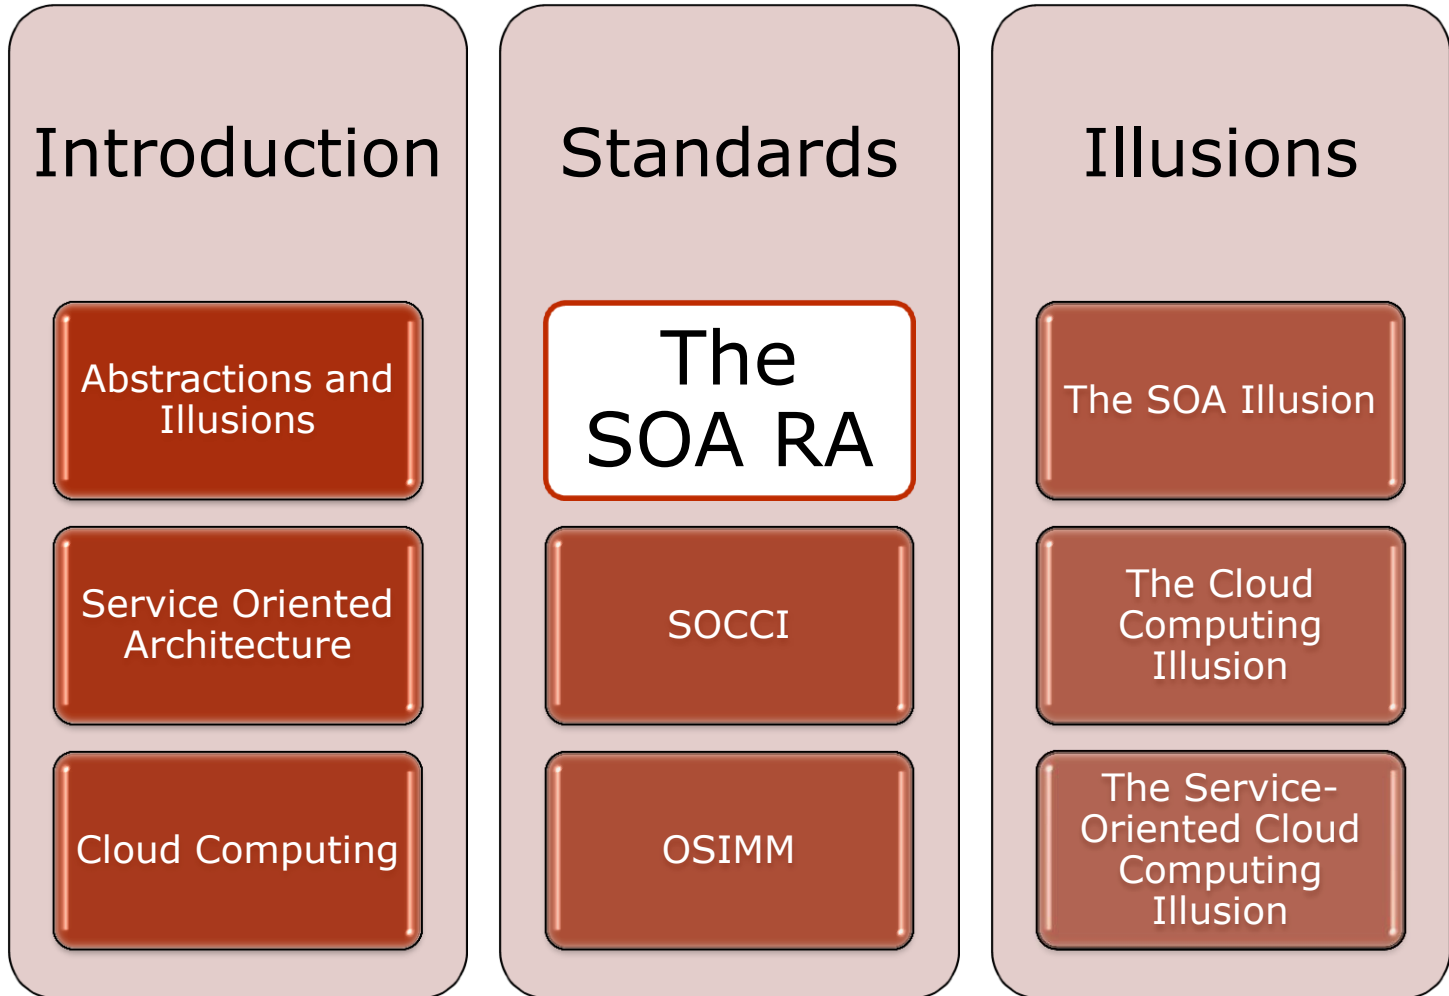 Introduction
Abstractions and
Illusions
Service Oriented
Architecture
Cloud Computing
Standards
The
SOA RA
SOCCI
OSIMM
Illusions
The SOA Illusion
The Cloud
Computing
Illusion
The Service-
Oriented Cloud
Computing
Illusion